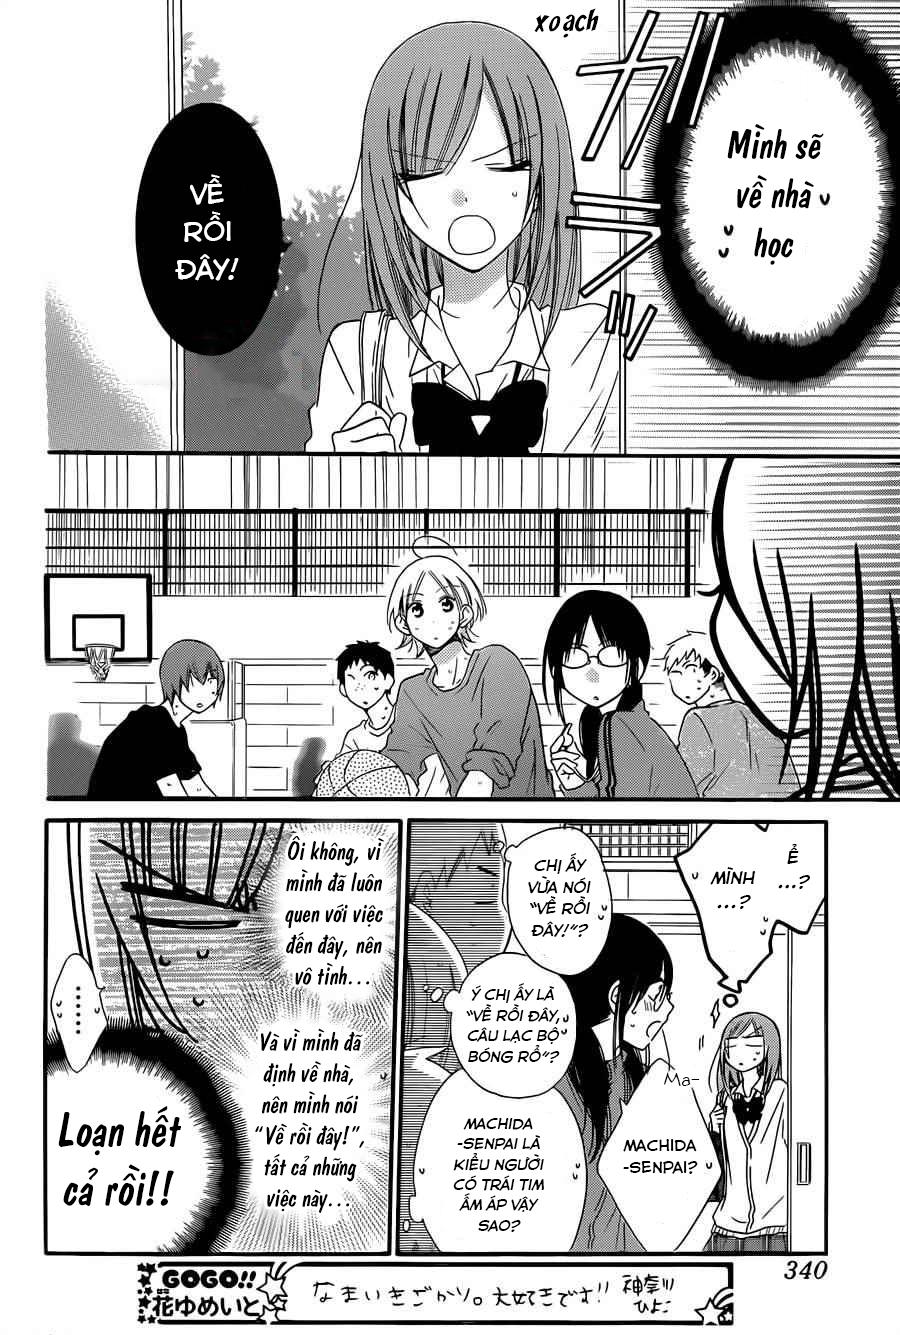 xoạch
Mình sẽ
về nhà
học
ガ
ラ
VỀ
RỒI
ĐÂY!
Ể
...?
MÌNH
...?
CHỊ ẤY
VỪA NÓI
“VỀ RỒI
ĐÂY!”?
Ý CHỊ ẤY LÀ
“VỀ RỒI ĐÂY,
CÂU LẠC BỘ
BÓNG RỔ”?
Ma-
MACHIDA
-SENPAI?
MACHIDA
-SENPAI LÀ
KIỂU NGƯỜI
CÓ TRÁI TIM
ẤM ÁP VẬY
SAO?
Ôi không, vì
mình đã luôn
quen với việc
đến đây, nên
vô tình...
Và vì mình đã
định về nhà,
nên mình nói
“Về rồi đây!”,
tất cả những
việc này...
........
Loạn hết
cả rồi!!
340
GOGO!!
花ゆめいと
なまいきざかり。大好きです!! 神奈川
ひよこ